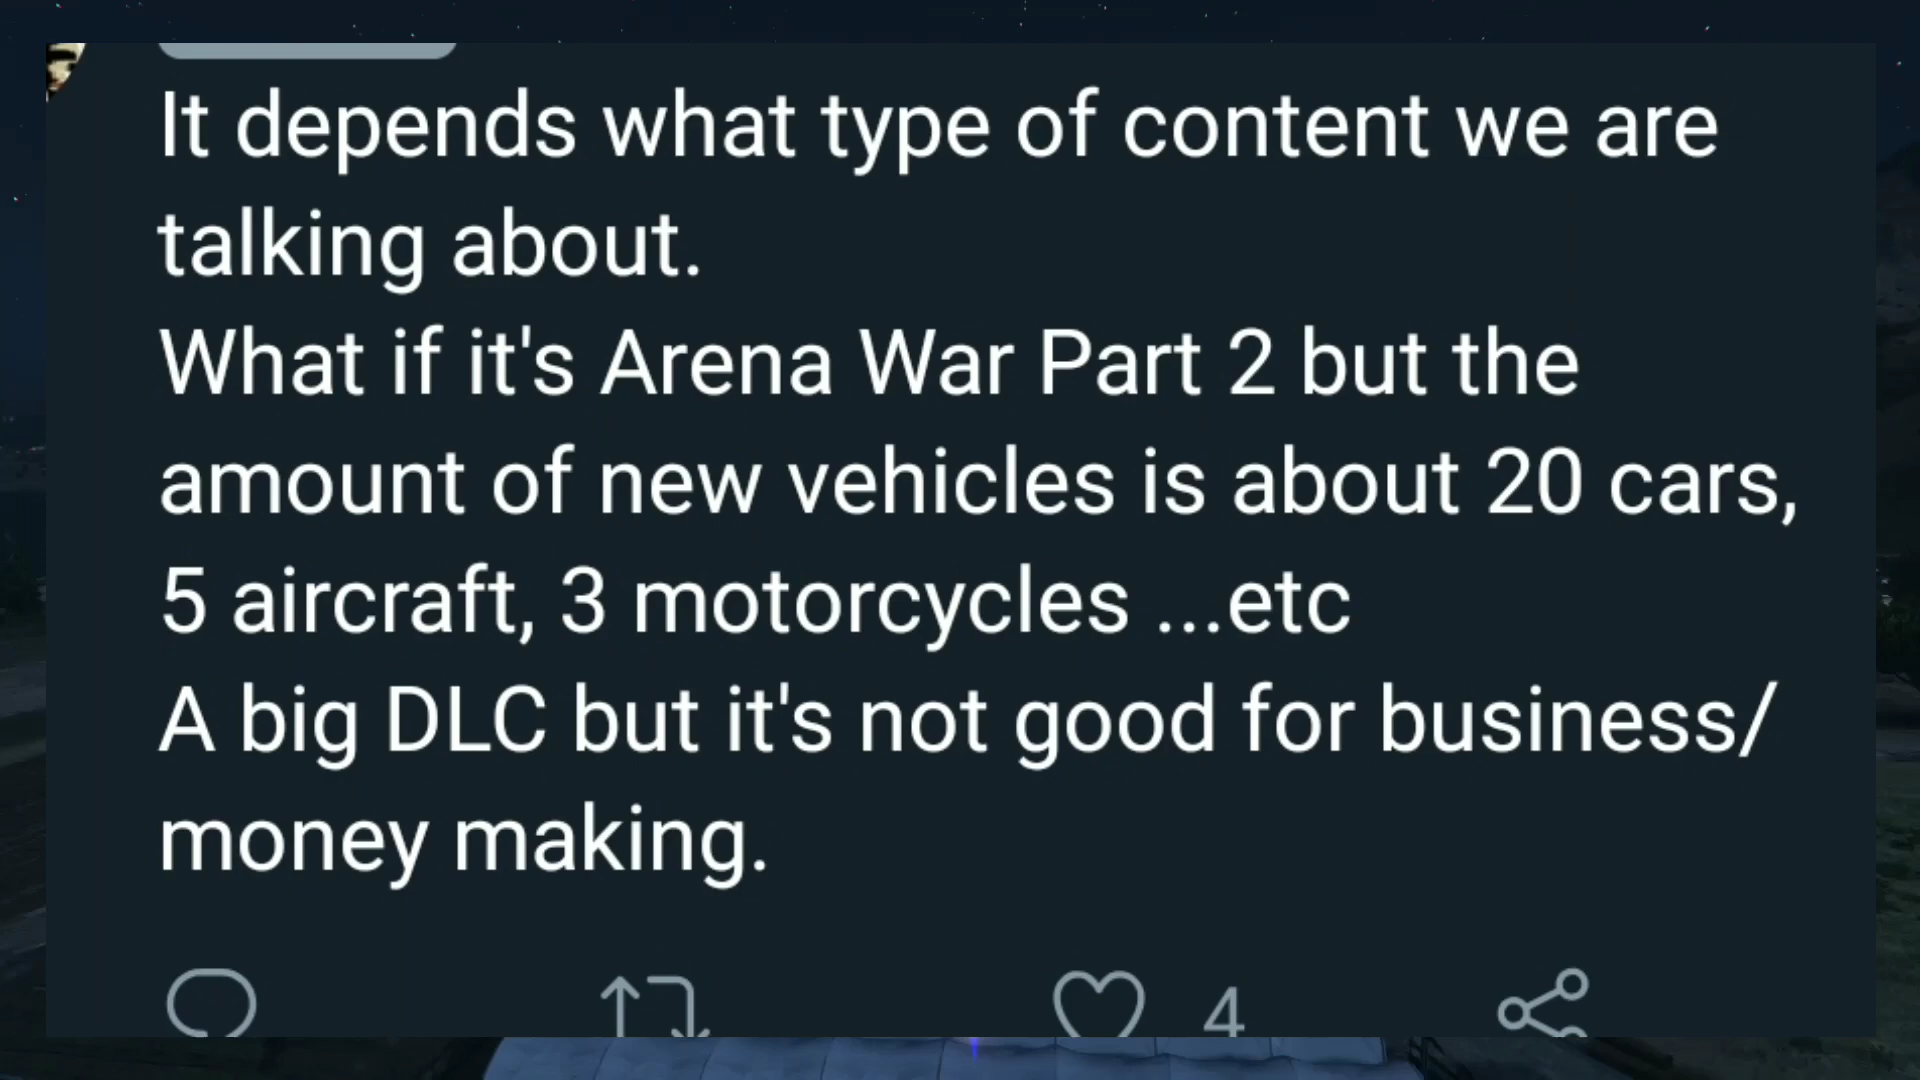 It depends what type of content we are
talking about.
What if it's Arena War Part 2 but the
amount of new vehicles is about 20 cars,
5 aircraft, 3 motorcycles ...etc
A big DLC but it's not good for business/
money making.
4